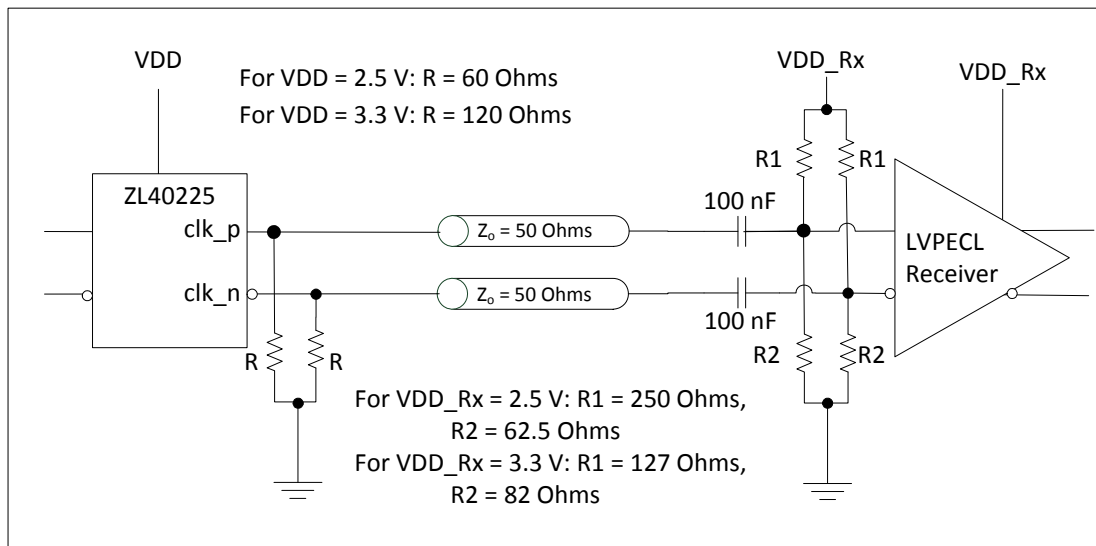 VDD
For VDD = 2.5 V: R = 60 Ohms
For VDD = 3.3 V: R = 120 Ohms
VDD_Rx
VDD_Rx
R1
R1
ZL40225
100 nF
clk_p
Zₒ = 50 Ohms
LVPECL
Receiver
clk_n
Zₒ = 50 Ohms
100 nF
R
R
R2
R2
For VDD_Rx = 2.5 V: R1 = 250 Ohms,
R2 = 62.5 Ohms
For VDD_Rx = 3.3 V: R1 = 127 Ohms,
R2 = 82 Ohms